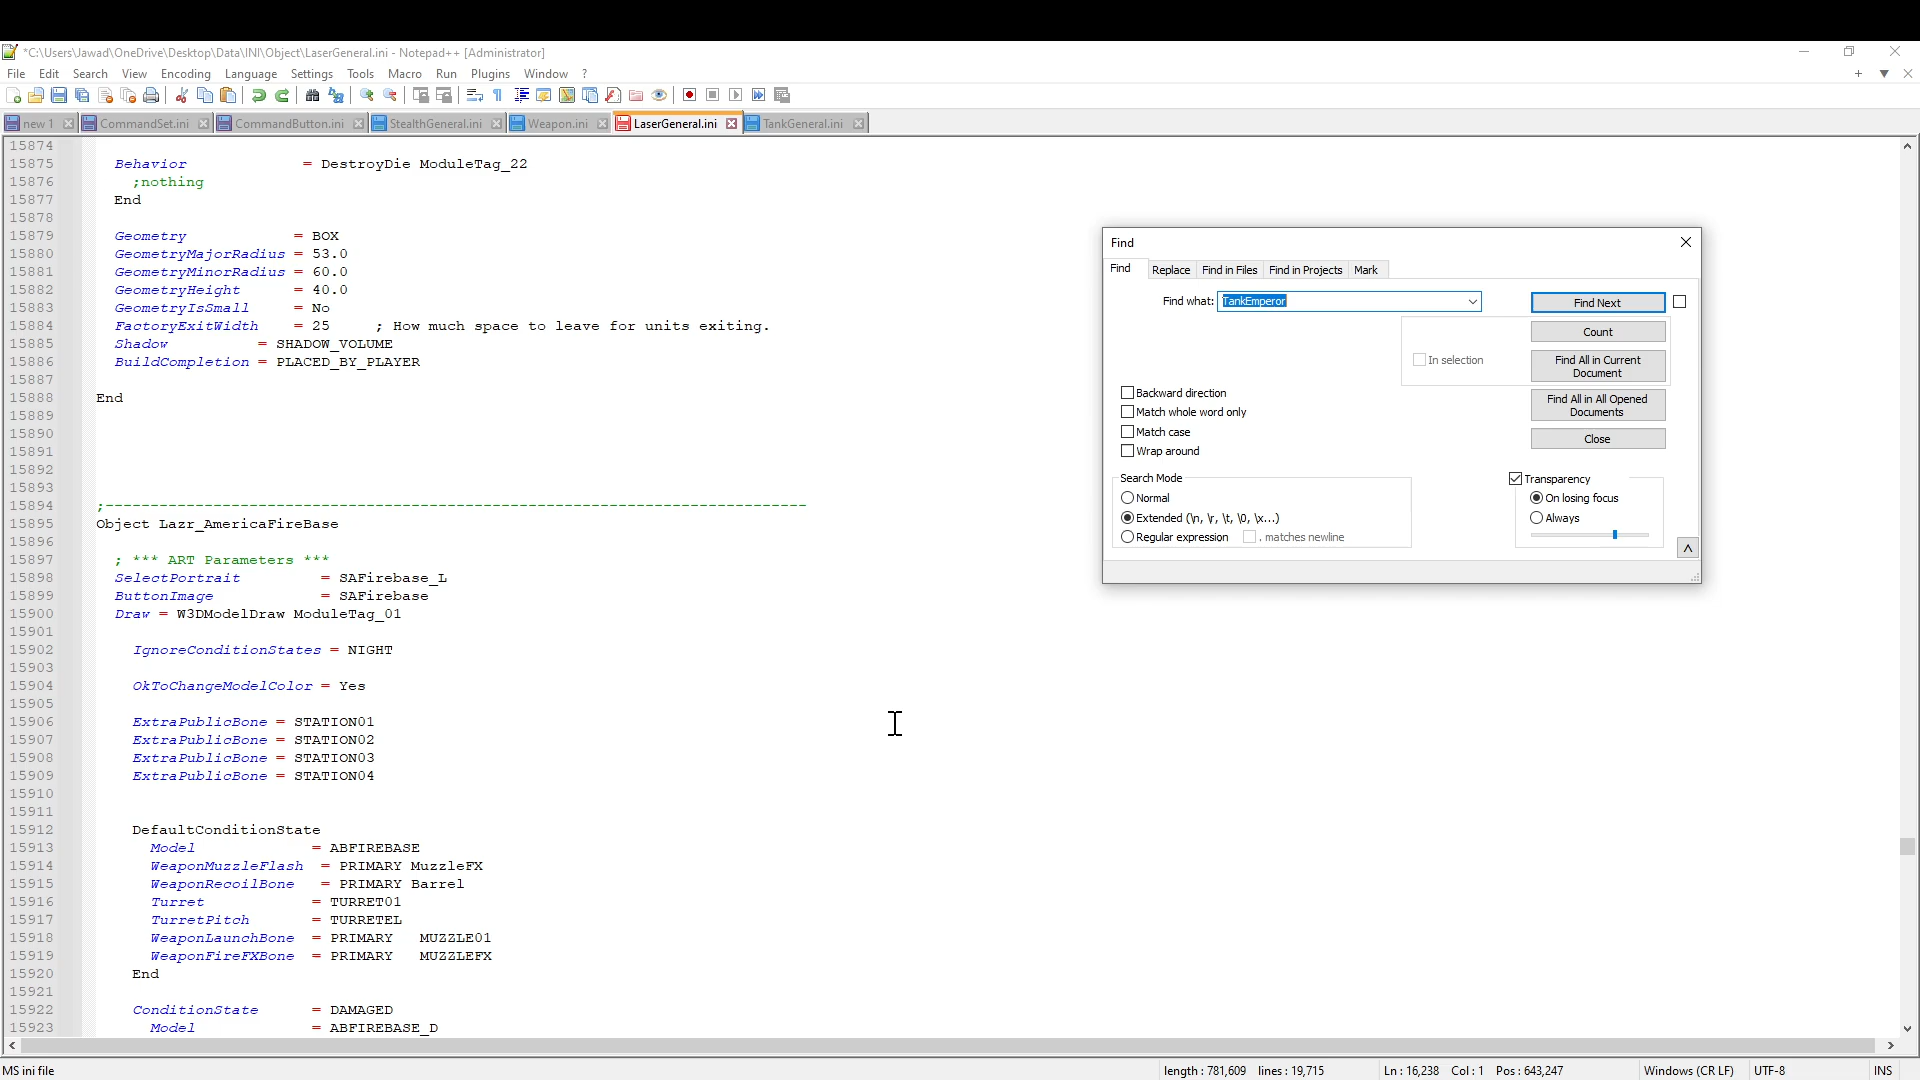 *C:\Users\Jawad\OneDrive\Desktop\Data\INI\Object\LaserGeneral.ini - Notepad++ [Administrator]
File Edit Search View Encoding Language Settings Tools Macro Run Plugins Window ?
new 1 CommandSet.ini CommandButton.ini StealthGeneral.ini Weapon.ini LaserGeneral.ini TankGeneral.ini
15874
15875 Behavior = DestroyDie ModuleTag_22
15876 ;nothing
15877 End
15878
15879 Geometry = BOX
15880 GeometryMajorRadius = 53.0
15881 GeometryMinorRadius = 60.0
15882 GeometryHeight = 40.0
15883 GeometryIsSmall = No
15884 FactoryExitWidth = 25 ; How much space to leave for units exiting.
15885 Shadow = SHADOW_VOLUME
15886 BuildCompletion = PLACED_BY_PLAYER
15887
15888 End
15889
15890
15891
15892
15893
15894 ;------------------------------------------------------------------------------
15895 Object Lazr_AmericaFireBase
15896
15897 ; *** ART Parameters ***
15898 SelectPortrait = SAFirebase_L
15899 ButtonImage = SAFirebase
15900 Draw = W3DModelDraw ModuleTag_01
15901
15902 IgnoreConditionStates = NIGHT
15903
15904 OkToChangeModelColor = Yes
15905
15906 ExtraPublicBone = STATION01
15907 ExtraPublicBone = STATION02
15908 ExtraPublicBone = STATION03
15909 ExtraPublicBone = STATION04
15910
15911
15912 DefaultConditionState
15913 Model = ABFIREBASE
15914 WeaponMuzzleFlash = PRIMARY MuzzleFX
15915 WeaponRecoilBone = PRIMARY Barrel
15916 Turret = TURRET01
15917 TurretPitch = TURRETEL
15918 WeaponLaunchBone = PRIMARY MUZZLE01
15919 WeaponFireFXBone = PRIMARY MUZZLEFX
15920 End
15921
15922 ConditionState = DAMAGED
15923 Model = ABFIREBASE_D
Find
Find Replace Find in Files Find in Projects Mark
Find what: TankEmperor Find Next
Count
In selection Find All in Current Document
Backward direction
Find All in All Opened Documents
Match whole word only
Match case Close
Wrap around
Search Mode Transparency
Normal On losing focus
Extended (\n, \r, \t, \0, \x...) Always
Regular expression . matches newline
MS ini file length : 781,609 lines : 19,715 Ln : 16,238 Col : 1 Pos : 643,247 Windows (CR LF) UTF-8 INS